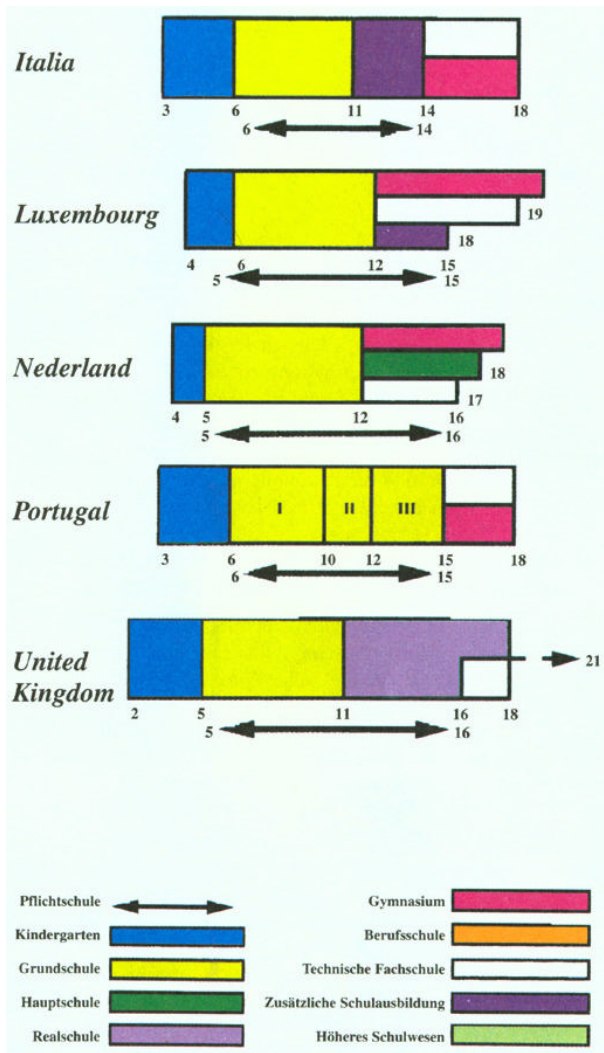 Italia
3 6 11 14 18
6 14
Luxembourg
19
18
4 6 12 15
5 15
Nederland
18
17
4 5 12 16
5 16
Portugal
I II III
3 6 10 12 15 18
6 15
United
Kingdom
21
2 5 11 16 18
5 16
Pflichtschule
Kindergarten
Grundschule
Hauptschule
Realschule
Gymnasium
Berufsschule
Technische Fachschule
Zusätzliche Schulausbildung
Höheres Schulwesen